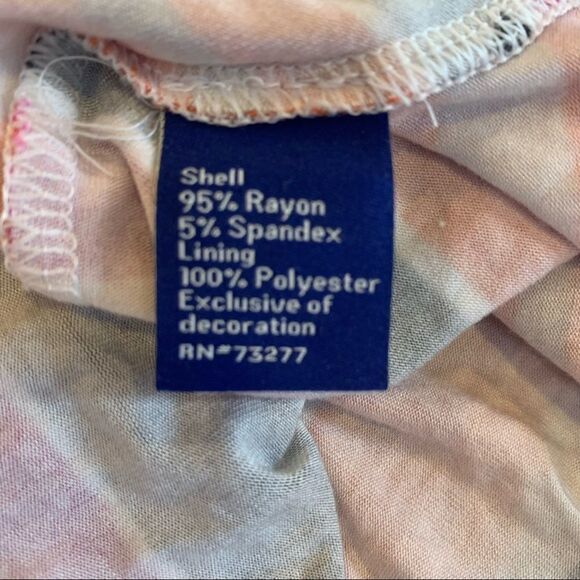 Shell
95% Rayon
5% Spandex
Lining
100% Polyester
Exclusive of
decoration
RN#73277